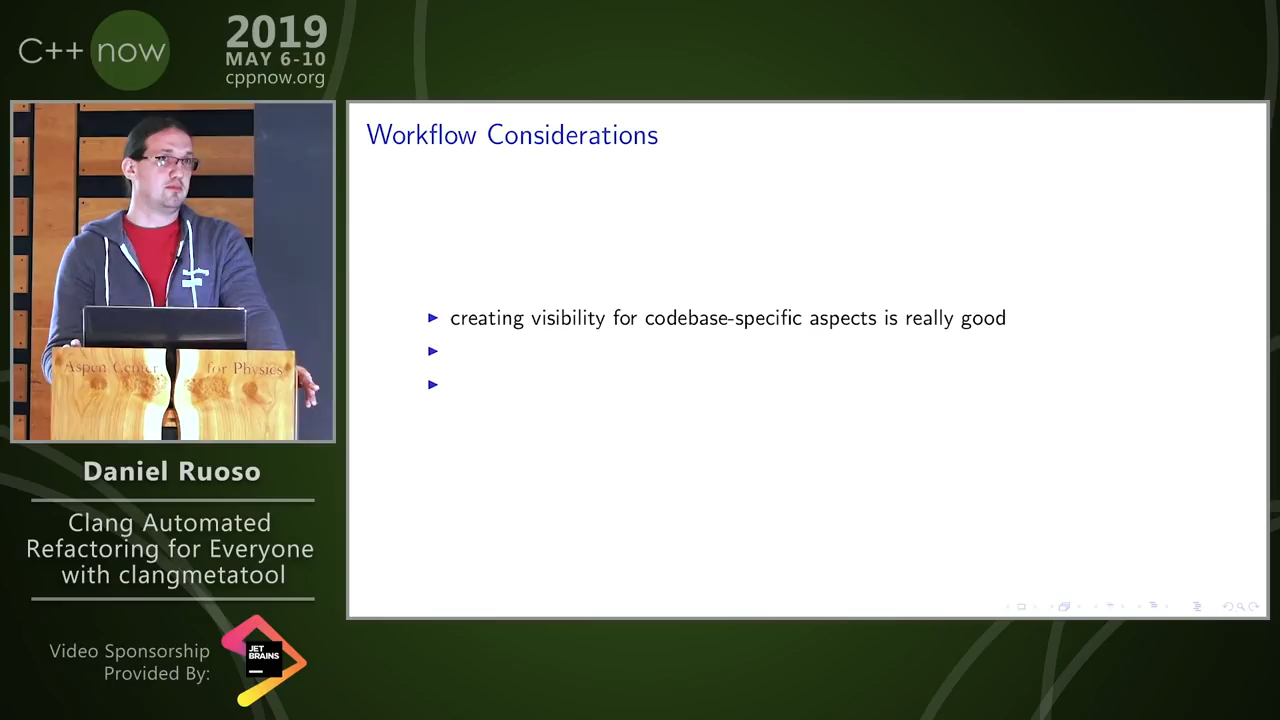 C++ now
2019
MAY 6-10
cppnow.org
Workflow Considerations
creating visibility for codebase-specific aspects is really good
Aspen Center for Physics
Daniel Ruoso
Clang Automated
Refactoring for Everyone
with clangmetatool
Video Sponsorship
Provided By:
JET
BRAINS